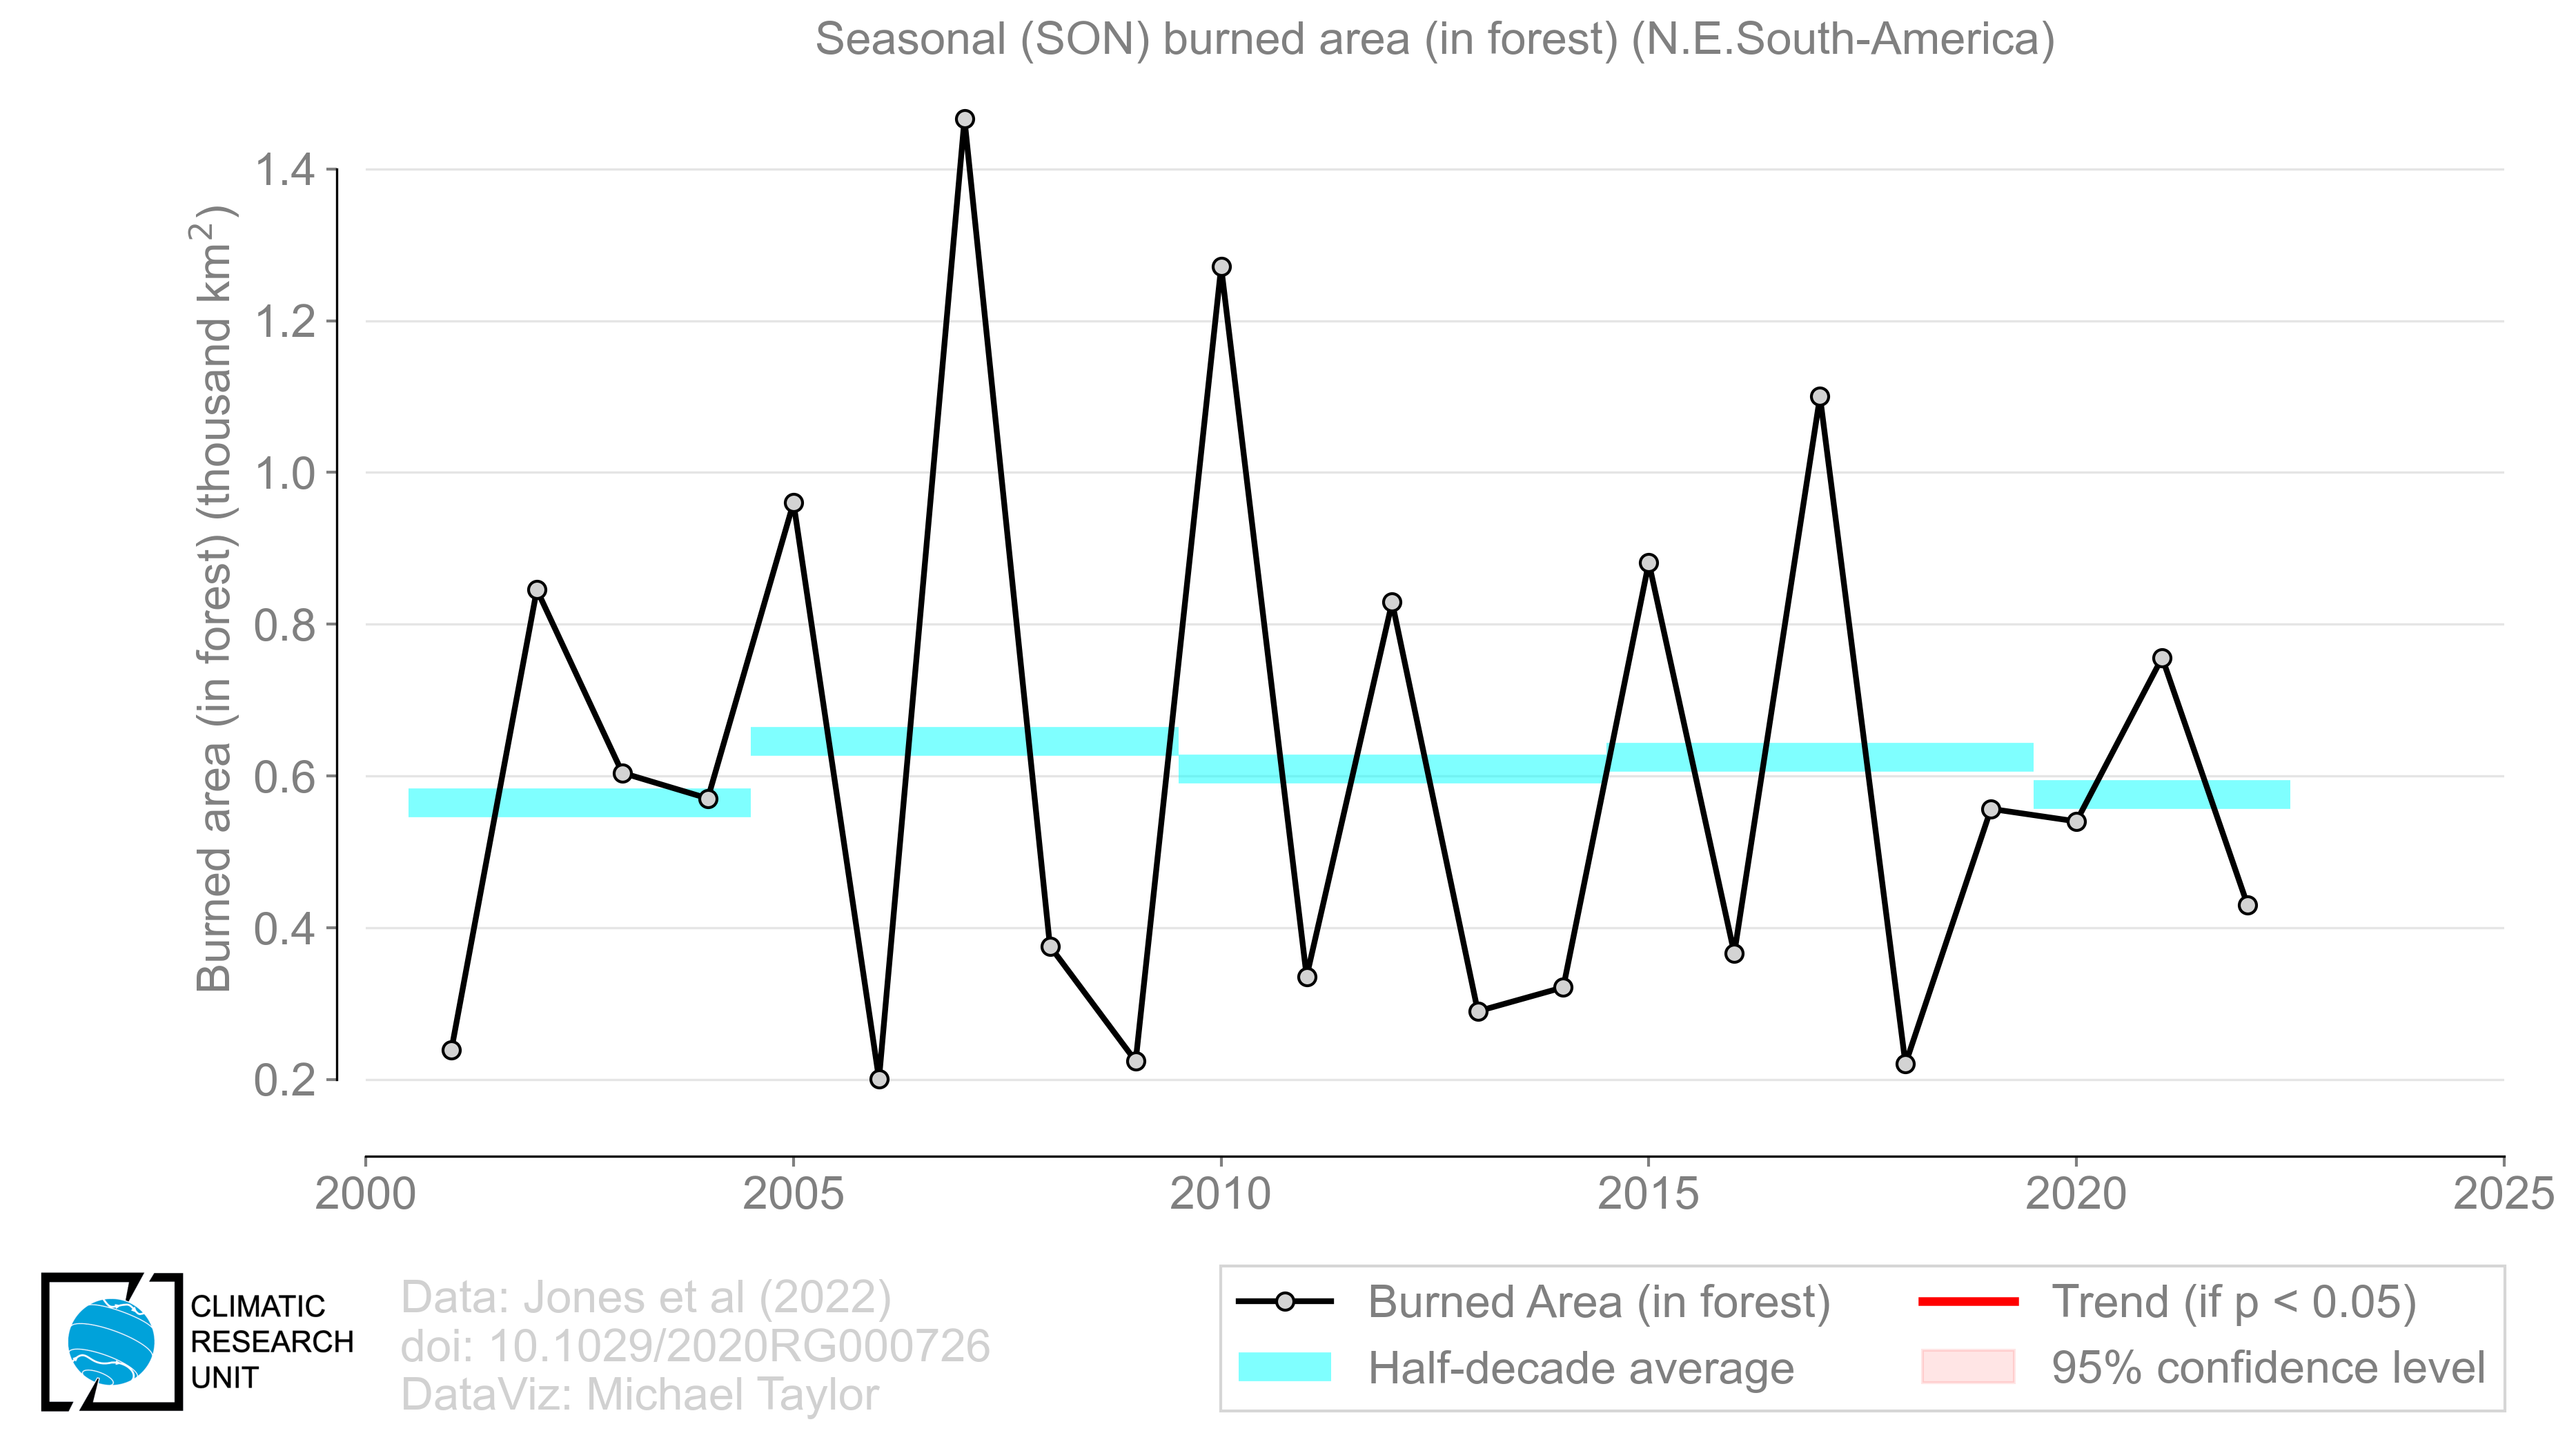 Seasonal (SON) burned area (in forest) (N.E.South-America)
Burned area (in forest) (thousand km²)
1.4
1.2
1.0
0.8
0.6
0.4
0.2
2000 2005 2010 2015 2020 2025
CLIMATIC
RESEARCH
UNIT
Data: Jones et al (2022)
doi: 10.1029/2020RG000726
DataViz: Michael Taylor
Burned Area (in forest)
Half-decade average
Trend (if p < 0.05)
95% confidence level